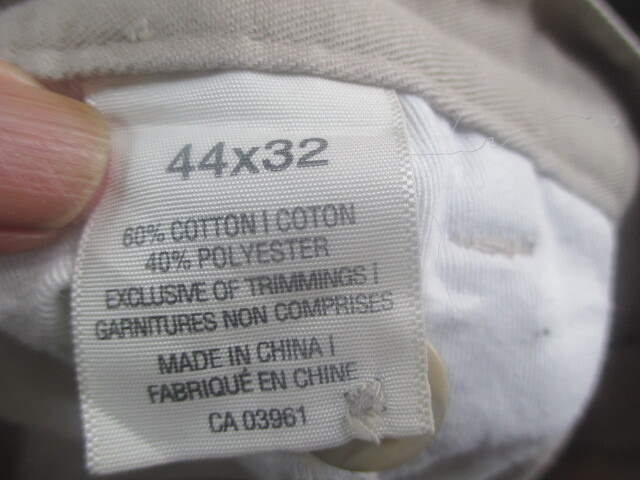 44x32
60% COTTON | COTON
40% POLYESTER
EXCLUSIVE OF TRIMMINGS |
GARNITURES NON COMPRISES
MADE IN CHINA |
FABRIQUÉ EN CHINE
CA 03961